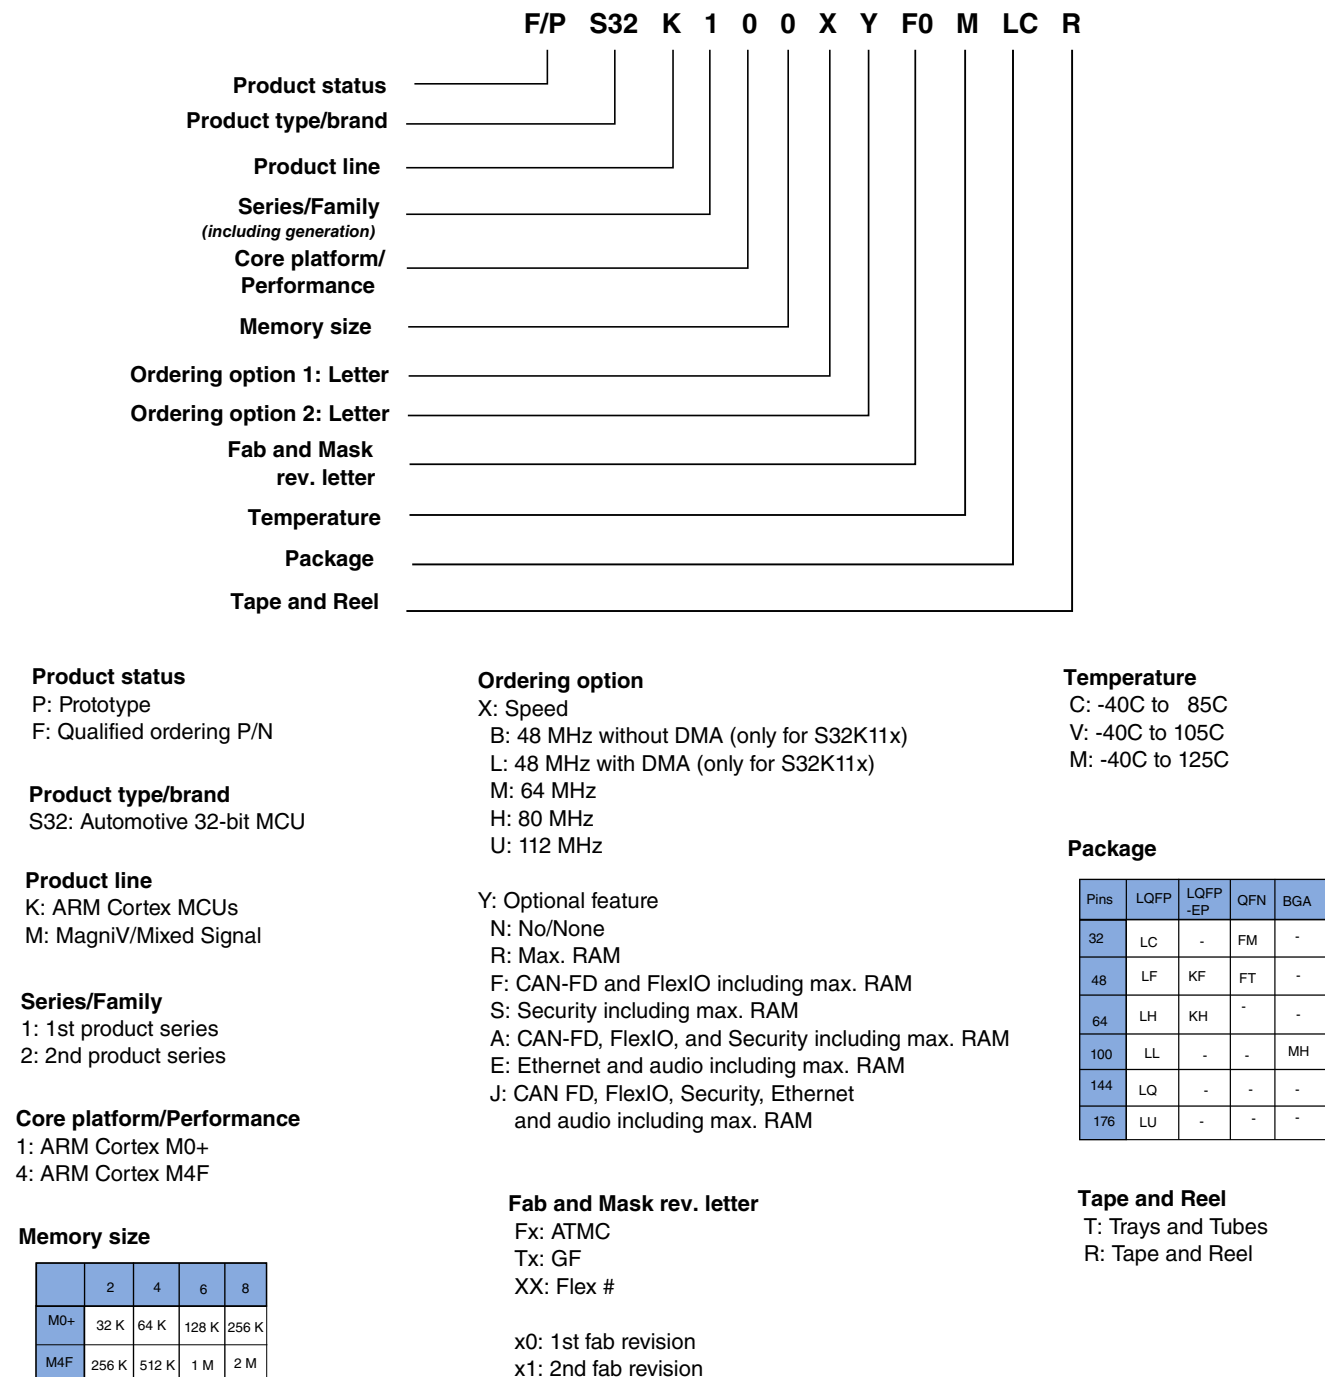 F/P S32 K 1 0 0 X Y F0 M LC R
Product status
Product type/brand
Product line
Series/Family
(including generation)
Core platform/
Performance
Memory size
Ordering option 1: Letter
Ordering option 2: Letter
Fab and Mask
rev. letter
Temperature
Package
Tape and Reel
Product status
P: Prototype
F: Qualified ordering P/N
Product type/brand
S32: Automotive 32-bit MCU
Product line
K: ARM Cortex MCUs
M: MagniV/Mixed Signal
Series/Family
1: 1st product series
2: 2nd product series
Core platform/Performance
1: ARM Cortex M0+
4: ARM Cortex M4F
Memory size
2 4 6 8
M0+ 32 K 64 K 128 K 256 K
M4F 256 K 512 K 1 M 2 M
Ordering option
X: Speed
B: 48 MHz without DMA (only for S32K11x)
L: 48 MHz with DMA (only for S32K11x)
M: 64 MHz
H: 80 MHz
U: 112 MHz
Y: Optional feature
N: No/None
R: Max. RAM
F: CAN-FD and FlexIO including max. RAM
S: Security including max. RAM
A: CAN-FD, FlexIO, and Security including max. RAM
E: Ethernet and audio including max. RAM
J: CAN FD, FlexIO, Security, Ethernet
and audio including max. RAM
Fab and Mask rev. letter
Fx: ATMC
Tx: GF
XX: Flex #
x0: 1st fab revision
x1: 2nd fab revision
Temperature
C: -40C to 85C
V: -40C to 105C
M: -40C to 125C
Package
Pins LQFP LQFP -EP QFN BGA
32 LC - FM -
48 LF KF FT -
64 LH KH - -
100 LL - - MH
144 LQ - - -
176 LU - - -
Tape and Reel
T: Trays and Tubes
R: Tape and Reel